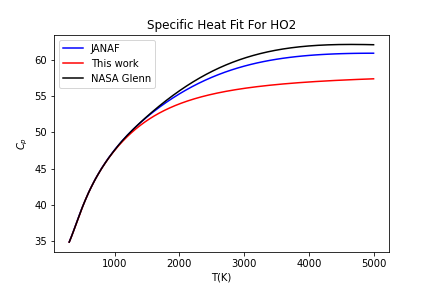 Specific Heat Fit For HO2
JANAF
This work
NASA Glenn
60
55
50
45
40
35
C_p
1000
2000
3000
4000
5000
T(K)